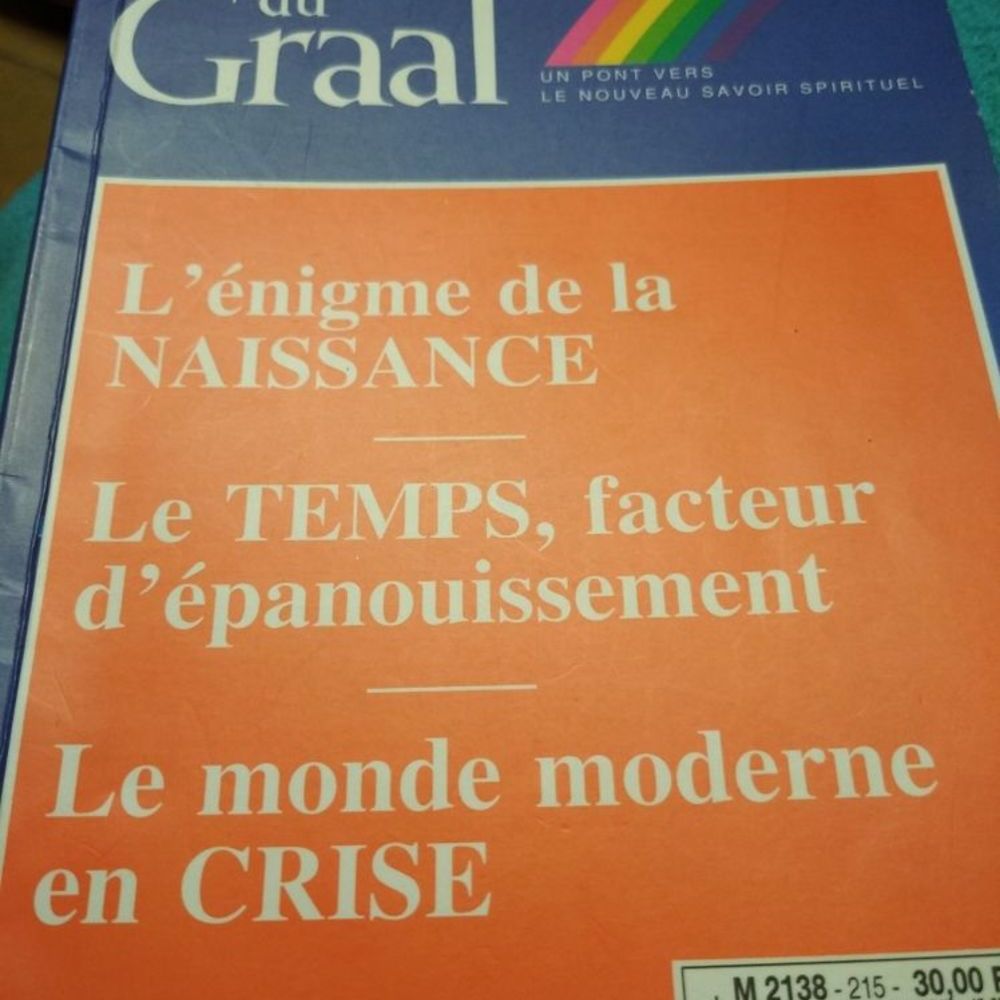 du
Graal
UN PONT VERS
LE NOUVEAU SAVOIR SPIRITUEL
L'énigme de la
NAISSANCE
Le TEMPS, facteur
d'épanouissement
Le monde moderne
en CRISE
M 2138 - 215 - 30,00 F